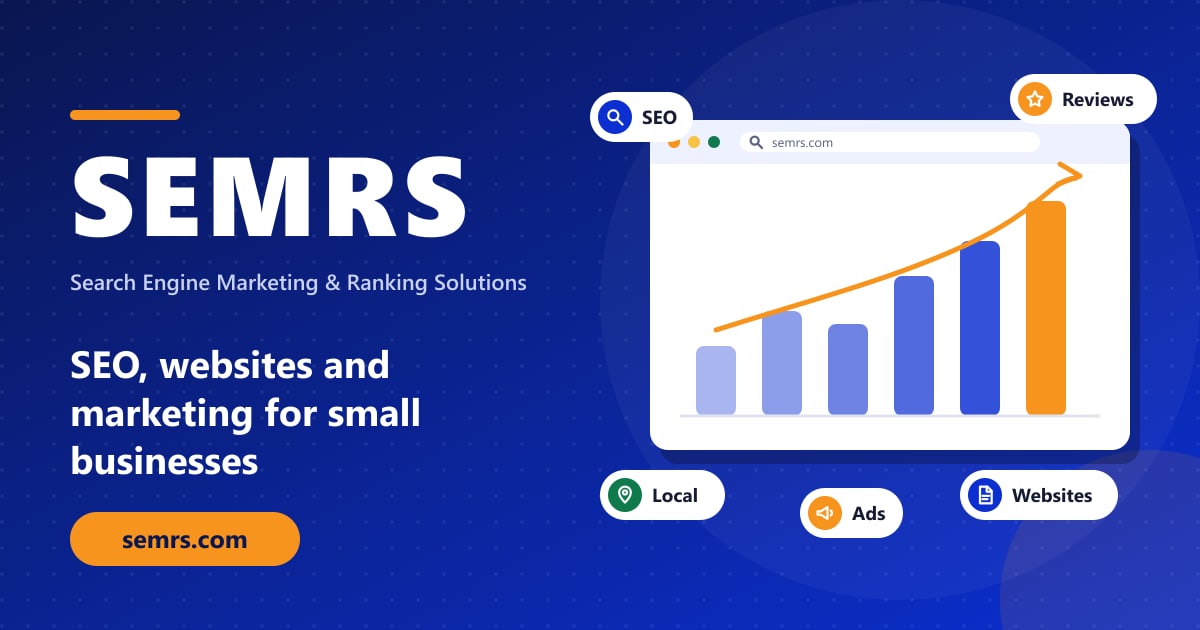 SEMRS
Search Engine Marketing & Ranking Solutions
SEO, websites and
marketing for small
businesses
semrs.com
SEO
Reviews
semrs.com
Local
Ads
Websites